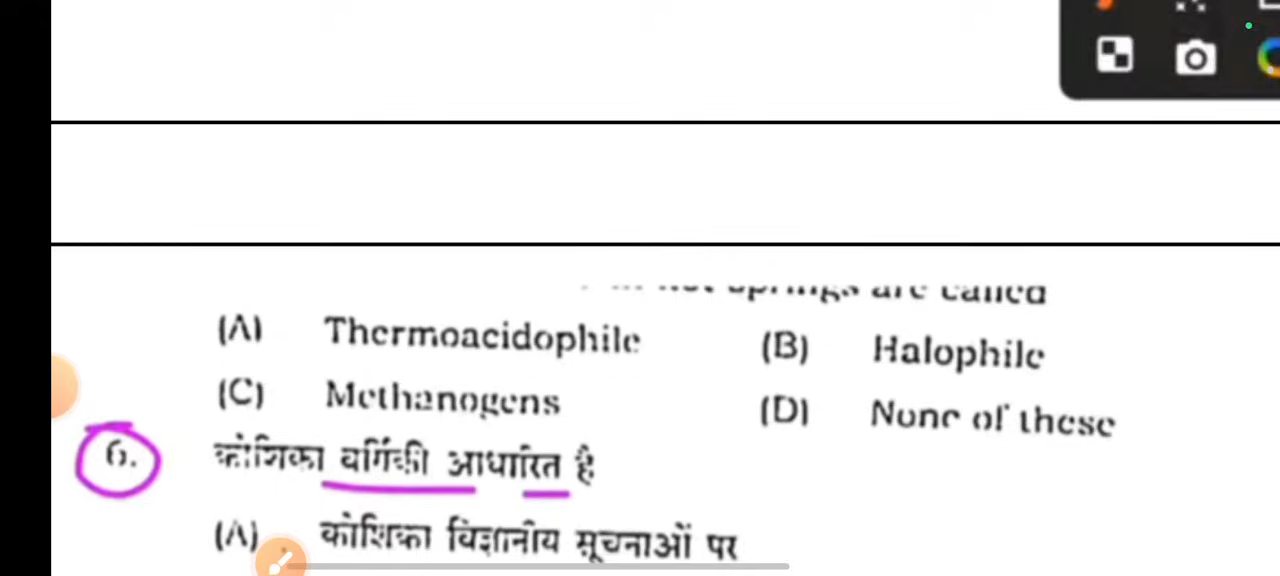 springs are called
(A) Thermoacidophile (B) Halophile
(C) Methanogens (D) None of these
6. कोशिका वर्गिकी आधारित है
(A) कोशिका विज्ञानीय सूचनाओं पर